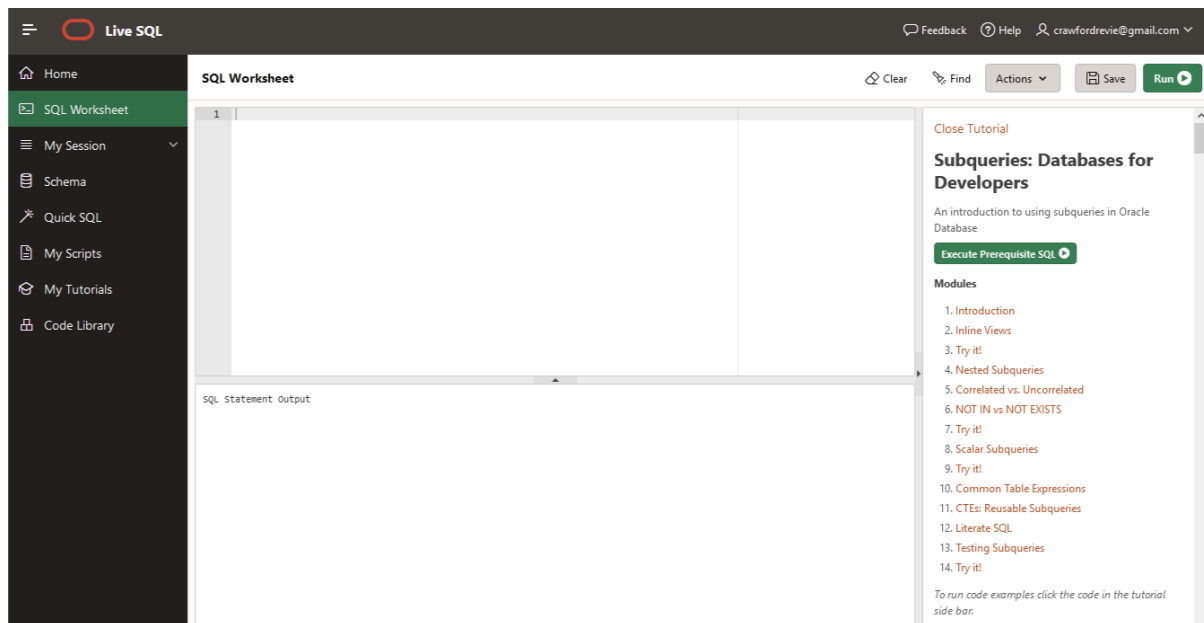 Live SQL
Feedback
Help
crawfordrevie@gmail.com
Home
SQL Worksheet
My Session
Schema
Quick SQL
My Scripts
My Tutorials
Code Library
SQL Worksheet
Clear
Find
Actions
Save
Run
1
SQL Statement Output
Close Tutorial
Subqueries: Databases for
Developers
An introduction to using subqueries in Oracle
Database
Execute Prerequisite SQL
Modules
1. Introduction
2. Inline Views
3. Try it!
4. Nested Subqueries
5. Correlated vs. Uncorrelated
6. NOT IN vs NOT EXISTS
7. Try it!
8. Scalar Subqueries
9. Try it!
10. Common Table Expressions
11. CTEs: Reusable Subqueries
12. Literate SQL
13. Testing Subqueries
14. Try it!
To run code examples click the code in the tutorial
side bar.